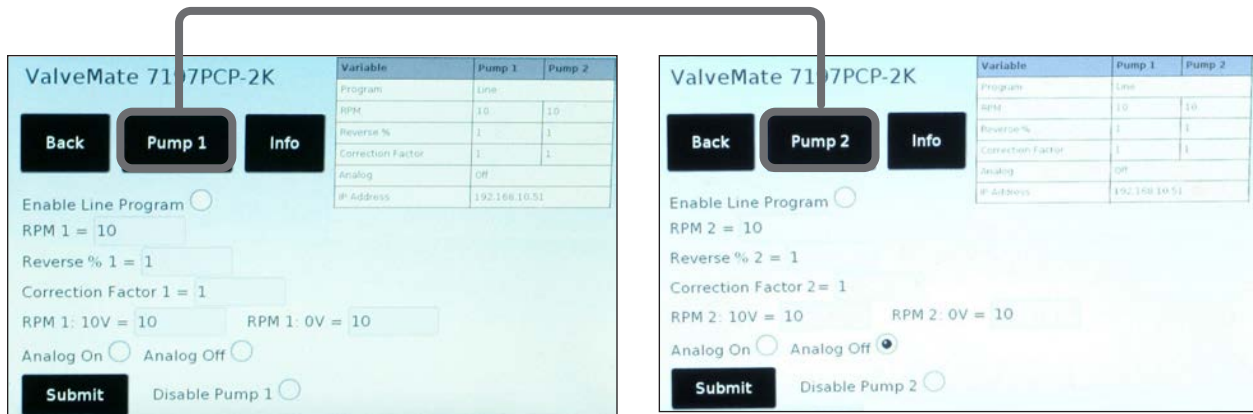 ValveMate 7197PCP-2K
Variable Pump 1 Pump 2
Program Line
RPM 10 10
Reverse % 1 1
Correction Factor 1 1
Analog Off
IP Address 192.168.10.51
Back Pump 1 Info
Enable Line Program
RPM 1 = 10
Reverse % 1 = 1
Correction Factor 1 = 1
RPM 1: 10V = 10 RPM 1: 0V = 10
Analog On Analog Off
Submit Disable Pump 1
ValveMate 7197PCP-2K
Variable Pump 1 Pump 2
Program Line
RPM 10 10
Reverse % 1 1
Correction Factor 1 1
Analog Off
IP Address 192.168.10.51
Back Pump 2 Info
Enable Line Program
RPM 2 = 10
Reverse % 2 = 1
Correction Factor 2= 1
RPM 2: 10V = 10 RPM 2: 0V = 10
Analog On Analog Off
Submit Disable Pump 2